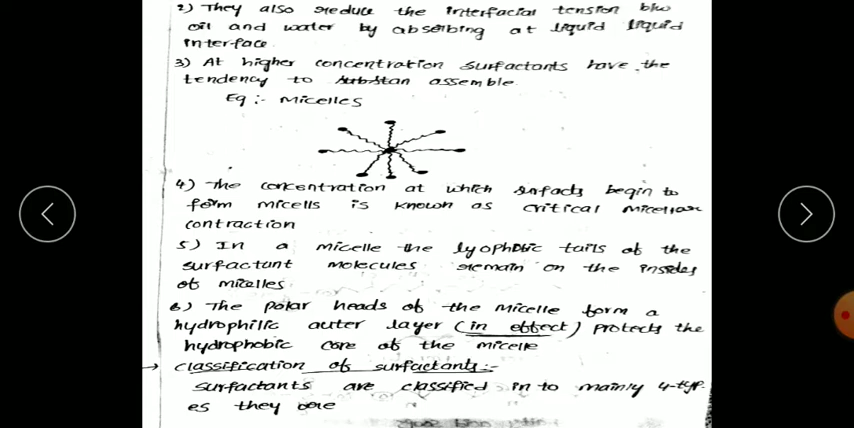 2) They also reduce the interfacial tension b/w
oil and water by absorbing at liquid liquid
interface.
3) At higher concentration surfactants have the
tendency to assemble.
Eg :- Micelles
4) The concentration at which surfacts begin to
form micells is known as critical micellar
contraction
5) In a micelle the lyophobic tails of the
surfactant molecules remain on the insides
of micelles
6) The polar heads of the micelle form a
hydrophilic outer layer (in effect) protects the
hydrophobic core of the micelle
→ Classification of surfactants:-
surfactants are classified in to mainly 4-typ
es they are